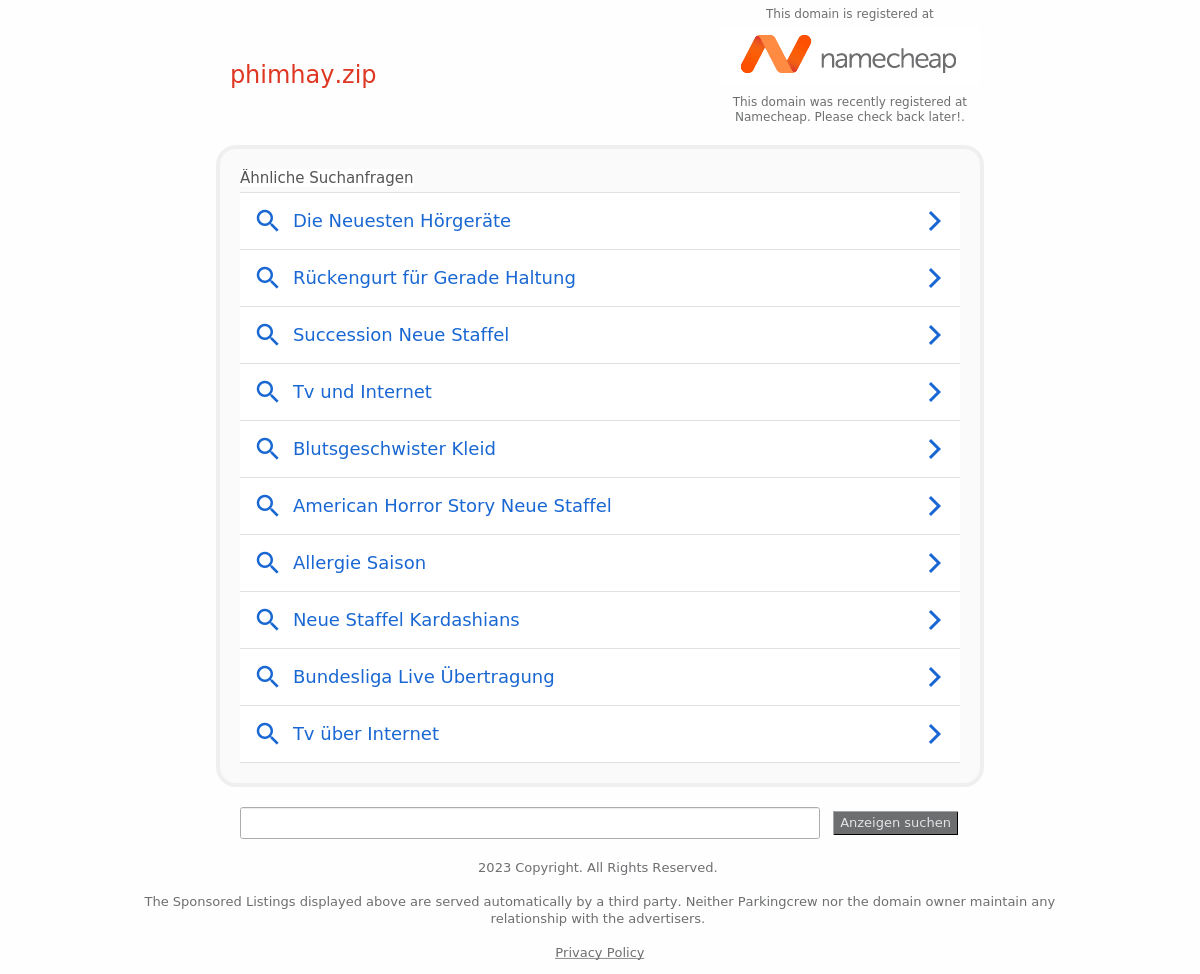 This domain is registered at
namecheap
phimhay.zip
This domain was recently registered at
Namecheap. Please check back later!.
Ähnliche Suchanfragen
Die Neuesten Hörgeräte
Rückengurt für Gerade Haltung
Succession Neue Staffel
Tv und Internet
Blutsgeschwister Kleid
American Horror Story Neue Staffel
Allergie Saison
Neue Staffel Kardashians
Bundesliga Live Übertragung
Tv über Internet
Anzeigen suchen
2023 Copyright. All Rights Reserved.
The Sponsored Listings displayed above are served automatically by a third party. Neither Parkingcrew nor the domain owner maintain any
relationship with the advertisers.
Privacy Policy